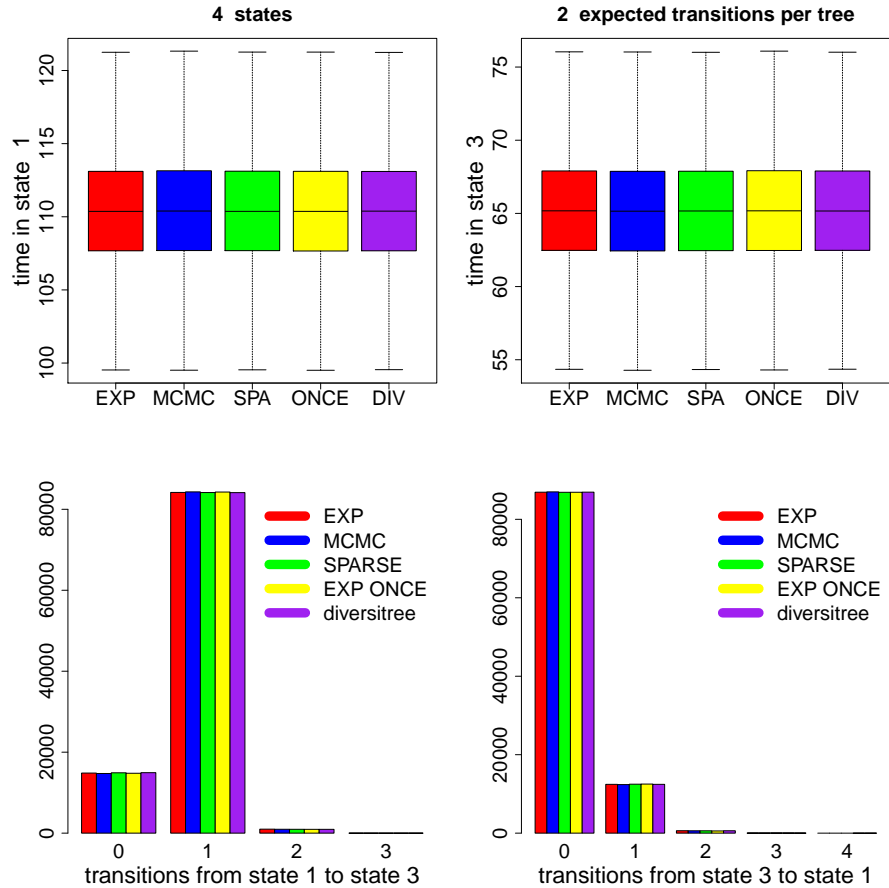 4 states
2 expected transitions per tree
time in state 1
100
105
110
115
120
EXP MCMC SPA ONCE DIV
time in state 3
55
60
65
70
75
EXP MCMC SPA ONCE DIV
0
20000
40000
60000
80000
EXP
MCMC
SPARSE
EXP ONCE
diversitree
0 1 2 3
transitions from state 1 to state 3
0
20000
40000
60000
80000
EXP
MCMC
SPARSE
EXP ONCE
diversitree
0 1 2 3 4
transitions from state 3 to state 1